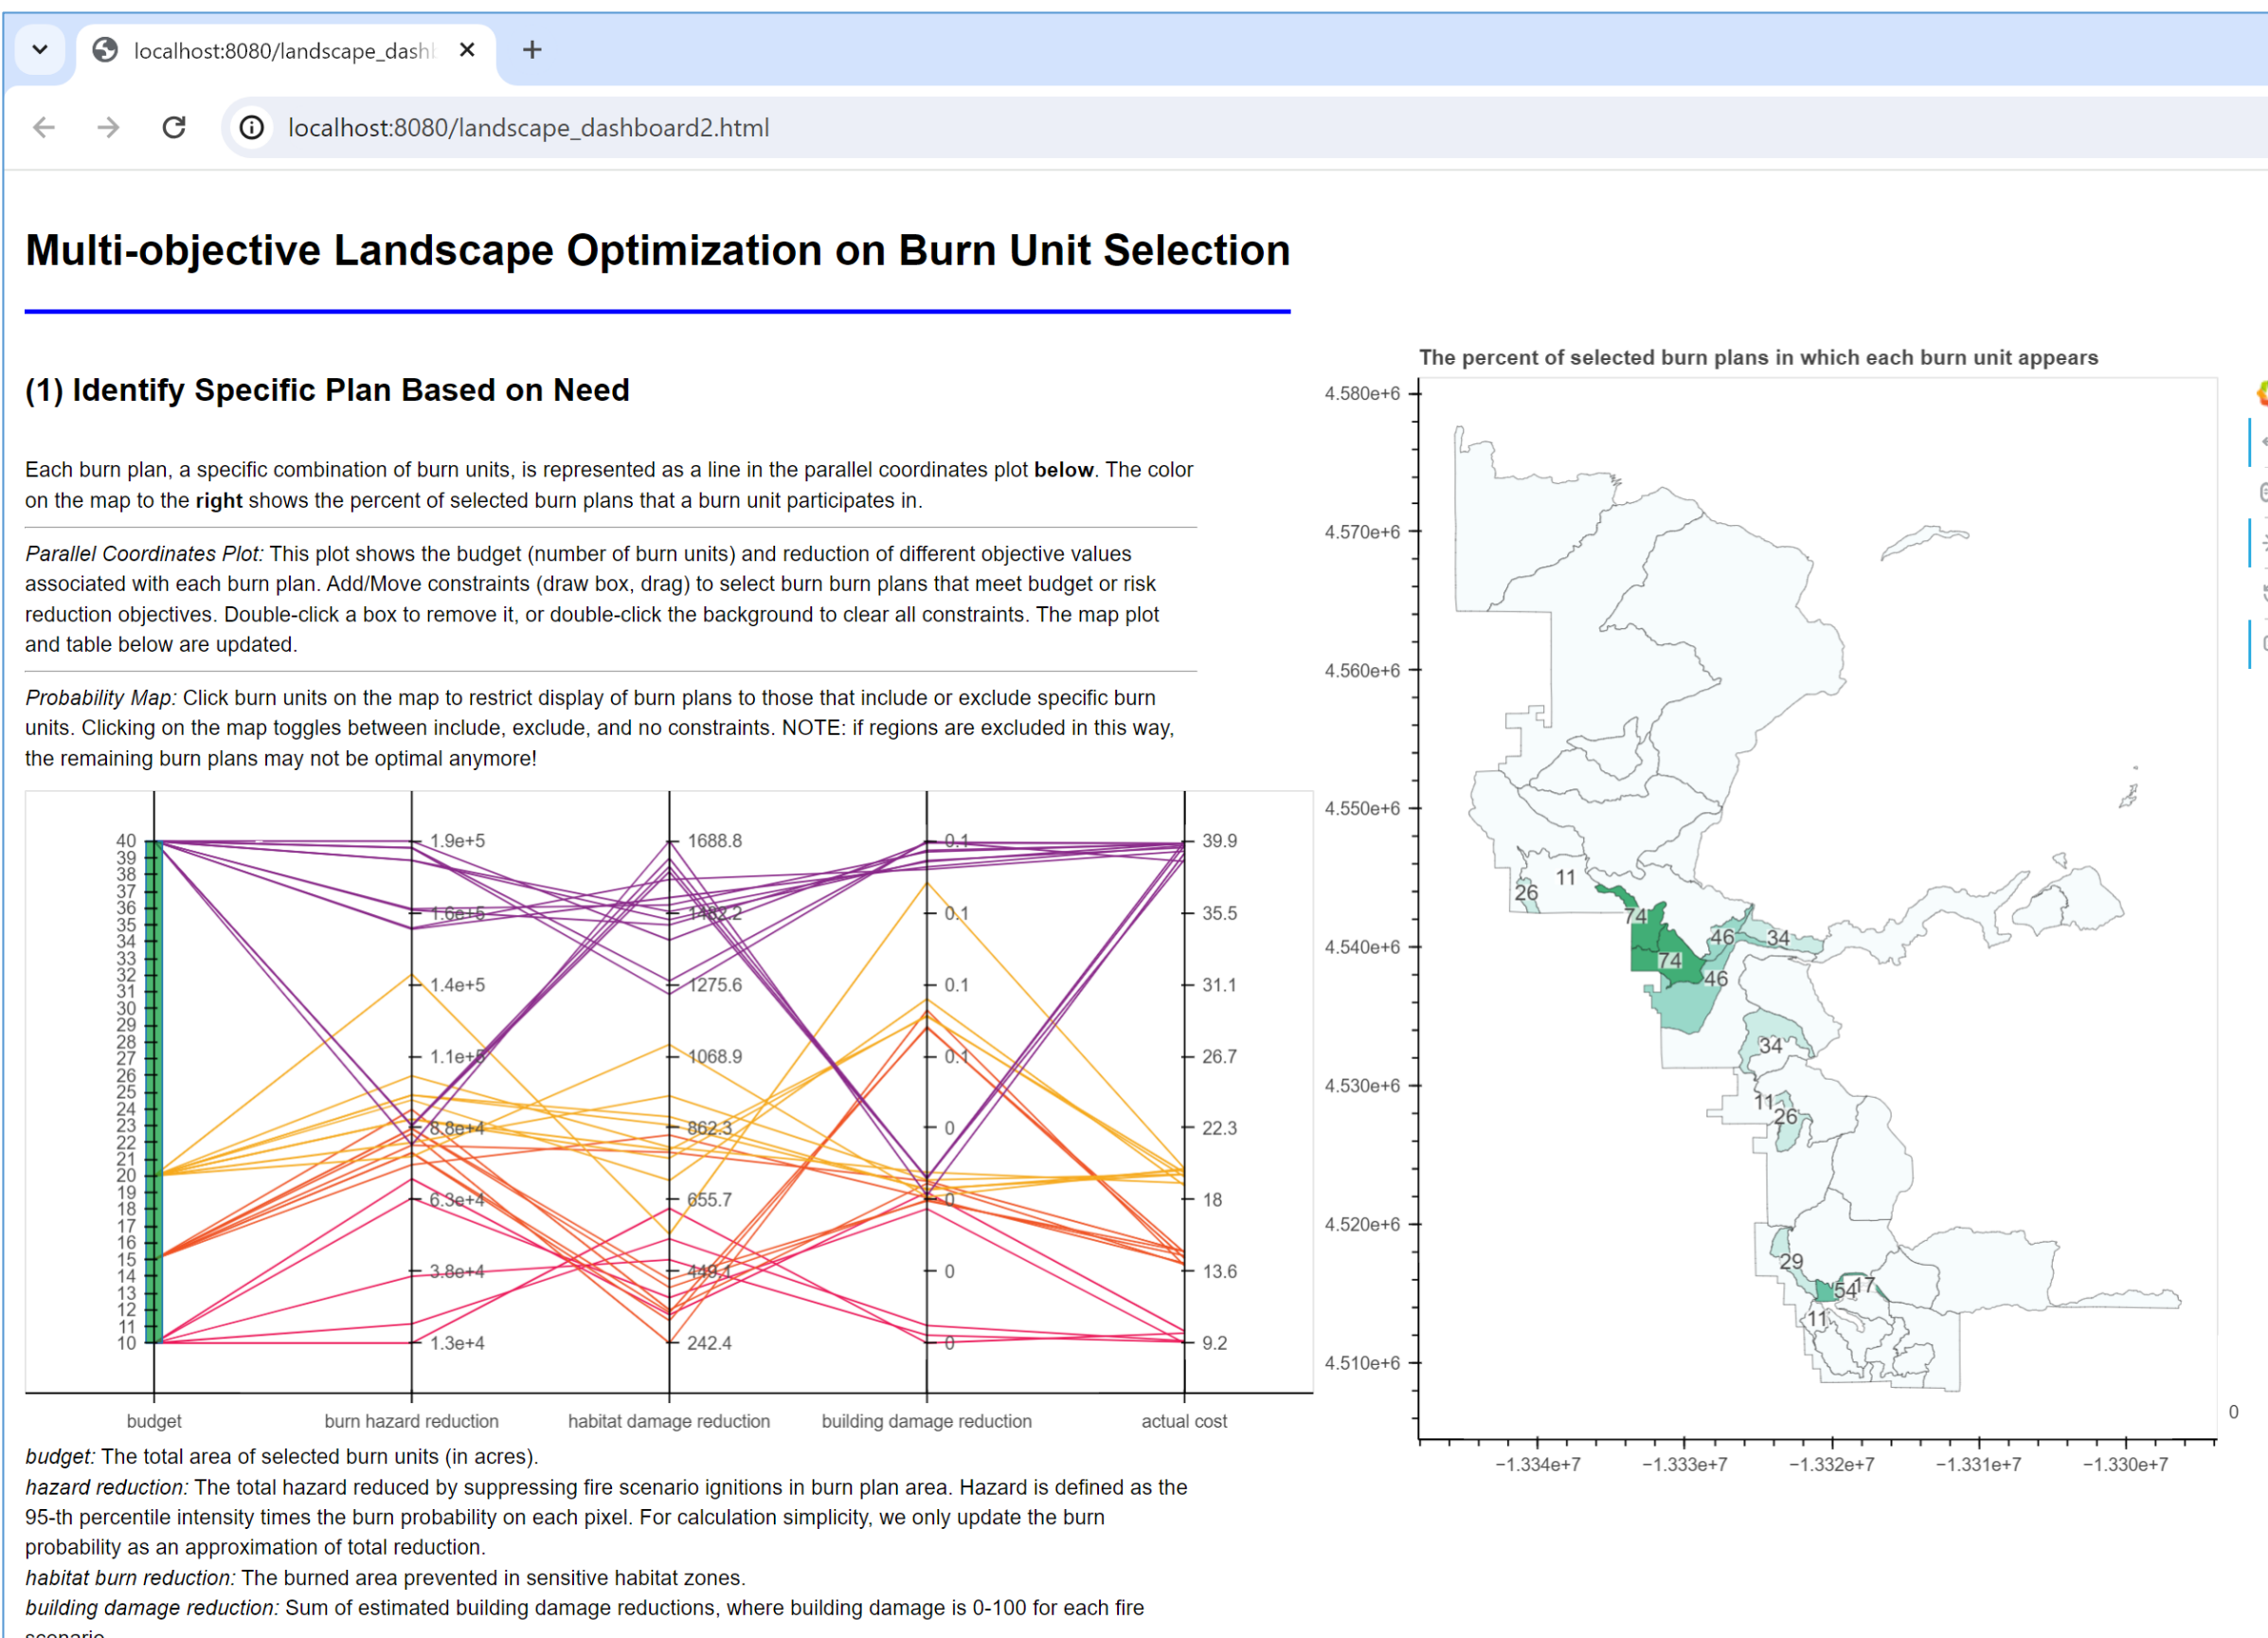 localhost:8080/landscape_dash
localhost:8080/landscape_dashboard2.html
Multi-objective Landscape Optimization on Burn Unit Selection
(1) Identify Specific Plan Based on Need
Each burn plan, a specific combination of burn units, is represented as a line in the parallel coordinates plot below. The color
on the map to the right shows the percent of selected burn plans that a burn unit participates in.
Parallel Coordinates Plot: This plot shows the budget (number of burn units) and reduction of different objective values
associated with each burn plan. Add/Move constraints (draw box, drag) to select burn burn plans that meet budget or risk
reduction objectives. Double-click a box to remove it, or double-click the background to clear all constraints. The map plot
and table below are updated.
Probability Map: Click burn units on the map to restrict display of burn plans to those that include or exclude specific burn
units. Clicking on the map toggles between include, exclude, and no constraints. NOTE: if regions are excluded in this way,
the remaining burn plans may not be optimal anymore!
40
39
38
37
36
35
34
33
32
31
30
29
28
27
26
25
24
23
22
21
20
19
18
17
16
15
14
13
12
11
10
1.9e+5
1.6e+5
1.4e+5
1.1e+5
8.8e+4
6.3e+4
3.8e+4
1.3e+4
1688.8
1482.2
1275.6
1068.9
862.3
655.7
449.1
242.4
0.1
0.1
0.1
0.1
0
0
0
0
39.9
35.5
31.1
26.7
22.3
18
13.6
9.2
budget
burn hazard reduction
habitat damage reduction
building damage reduction
actual cost
budget: The total area of selected burn units (in acres).
hazard reduction: The total hazard reduced by suppressing fire scenario ignitions in burn plan area. Hazard is defined as the
95-th percentile intensity times the burn probability on each pixel. For calculation simplicity, we only update the burn
probability as an approximation of total reduction.
habitat burn reduction: The burned area prevented in sensitive habitat zones.
building damage reduction: Sum of estimated building damage reductions, where building damage is 0-100 for each fire
scenario
The percent of selected burn plans in which each burn unit appears
4.580e+6
4.570e+6
4.560e+6
4.550e+6
4.540e+6
4.530e+6
4.520e+6
4.510e+6
11
26
74
46
34
74
46
34
11
26
29
54
17
11
0
−1.334e+7
−1.333e+7
−1.332e+7
−1.331e+7
−1.330e+7